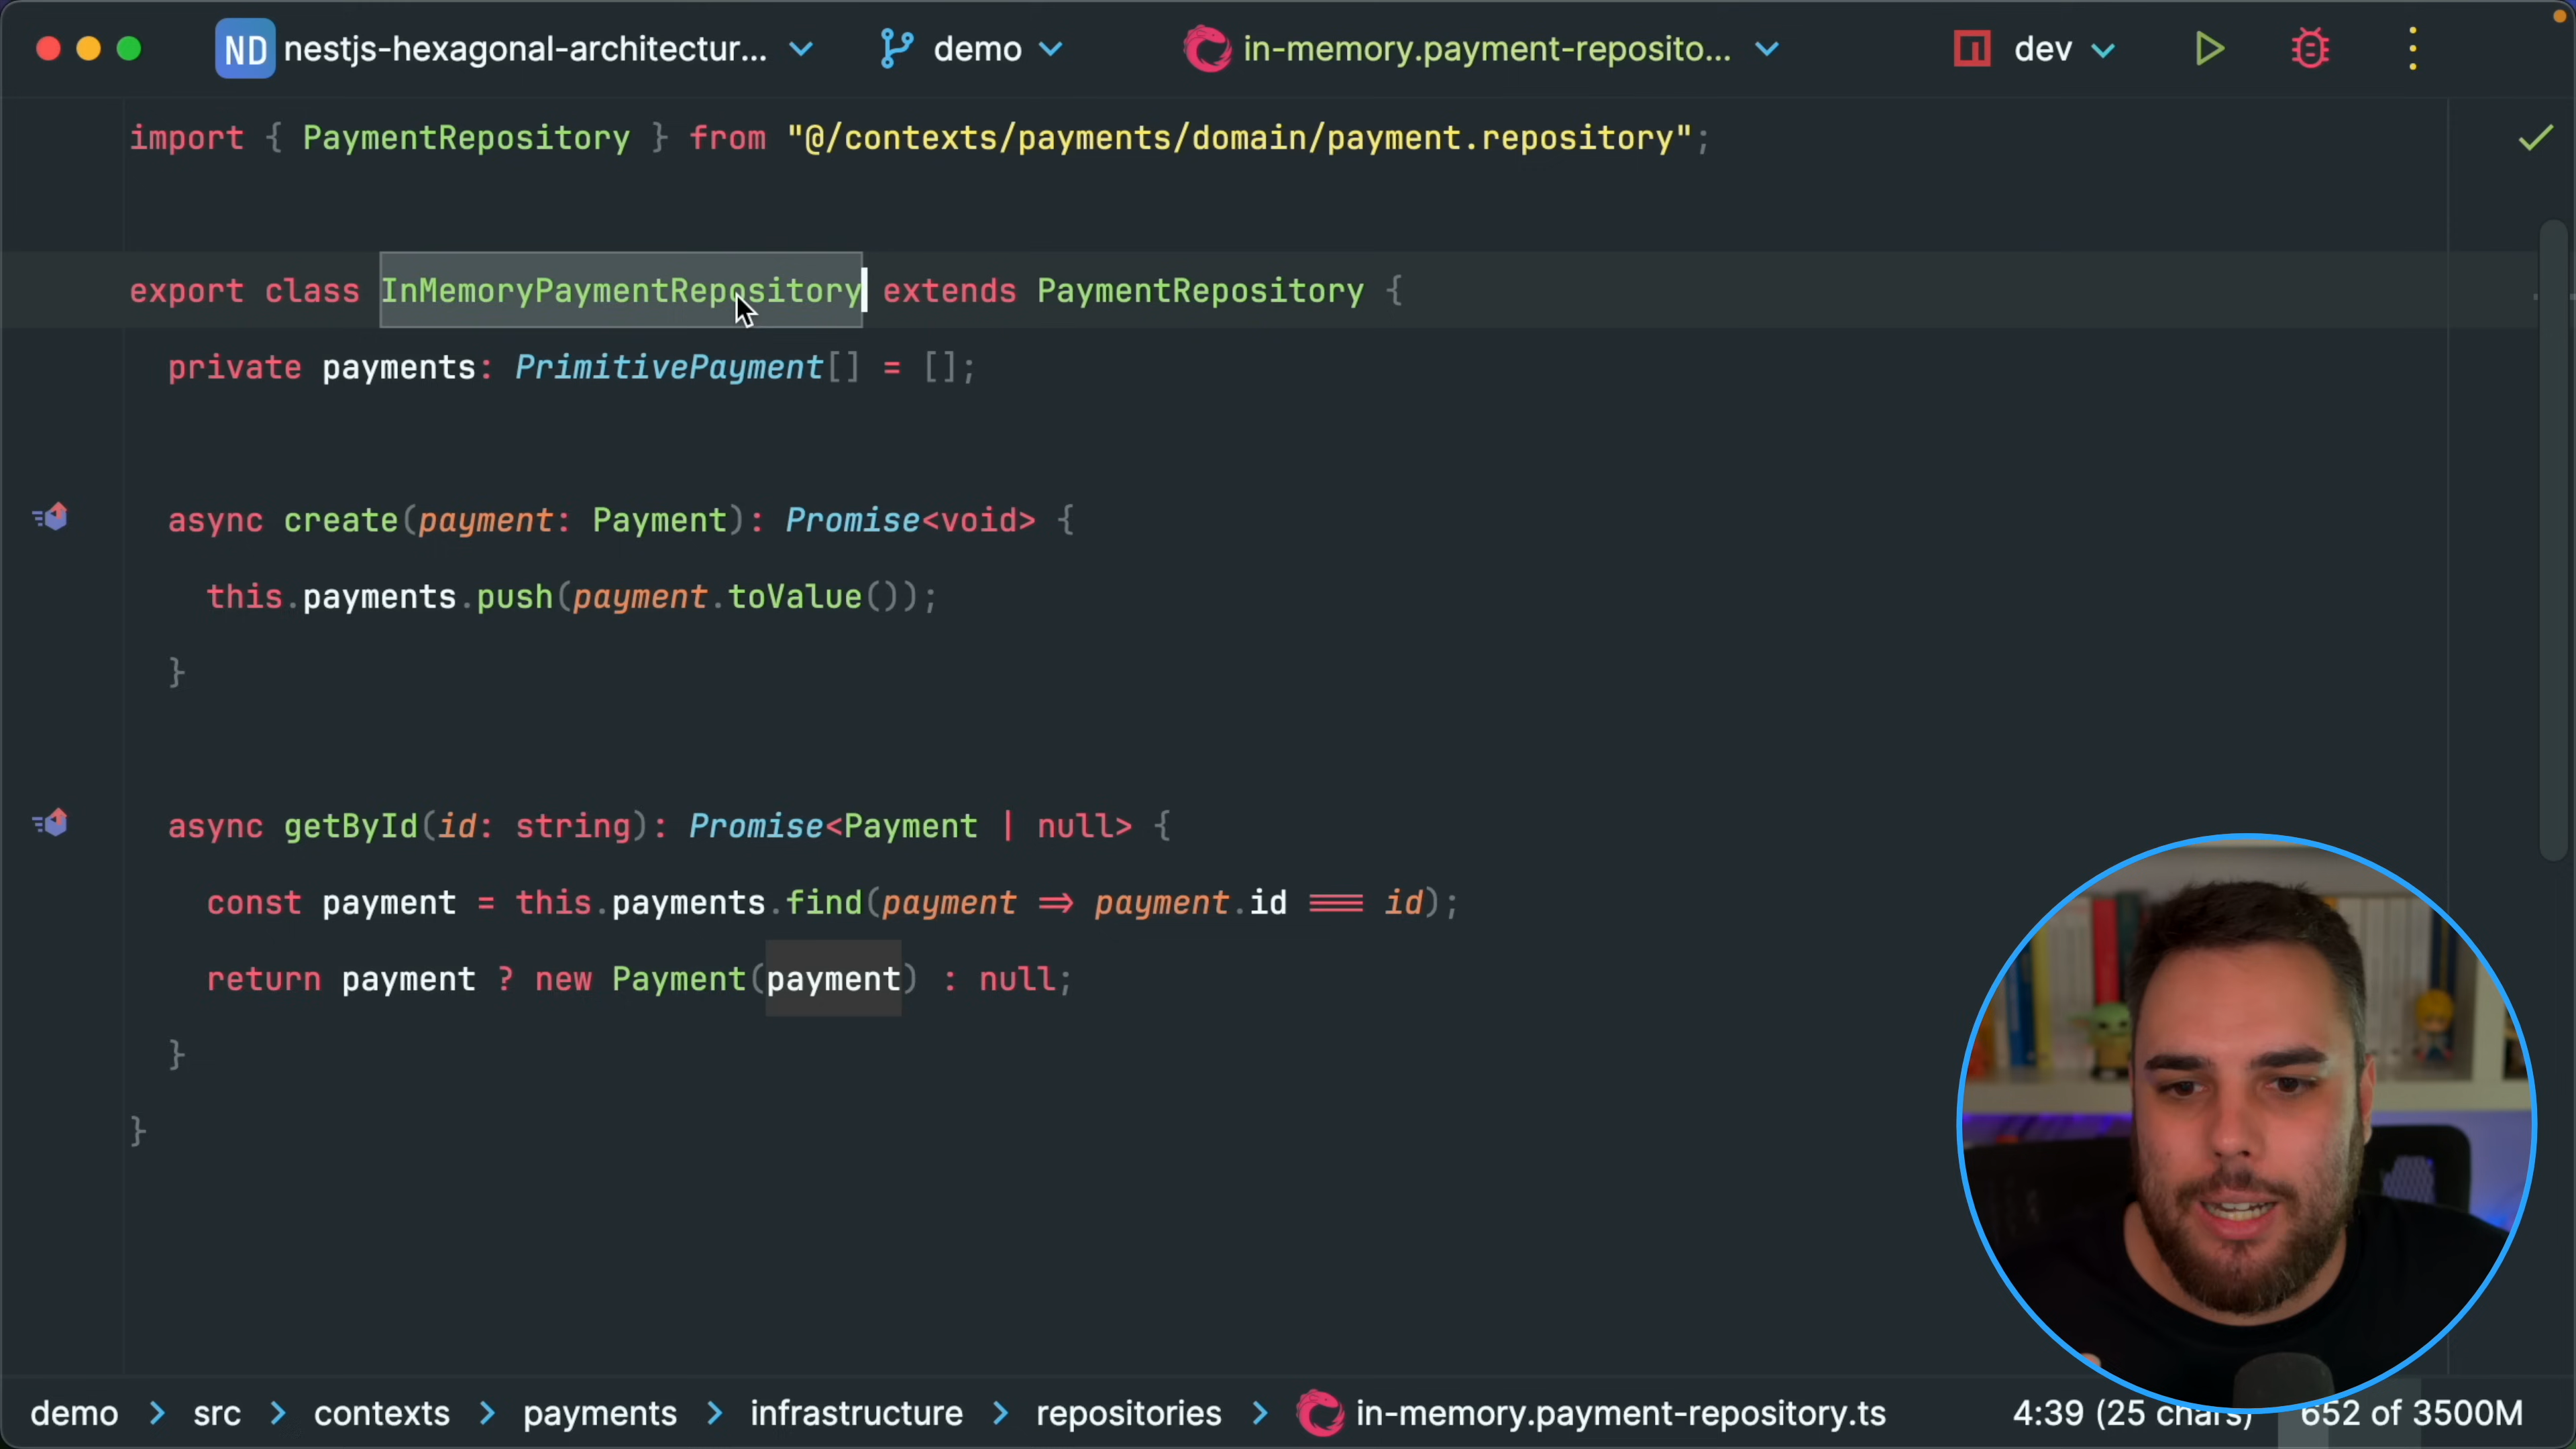 ND nestjs-hexagonal-architectur... demo in-memory.payment-reposito... dev
import { PaymentRepository } from "@/contexts/payments/domain/payment.repository";
export class InMemoryPaymentRepository extends PaymentRepository {
private payments: PrimitivePayment[] = [];
async create(payment: Payment): Promise<void> {
this.payments.push(payment.toValue());
}
async getById(id: string): Promise<Payment | null> {
const payment = this.payments.find(payment => payment.id === id);
return payment ? new Payment(payment) : null;
}
}
demo > src > contexts > payments > infrastructure > repositories > in-memory.payment-repository.ts 4:39 (25 chars) 652 of 3500M